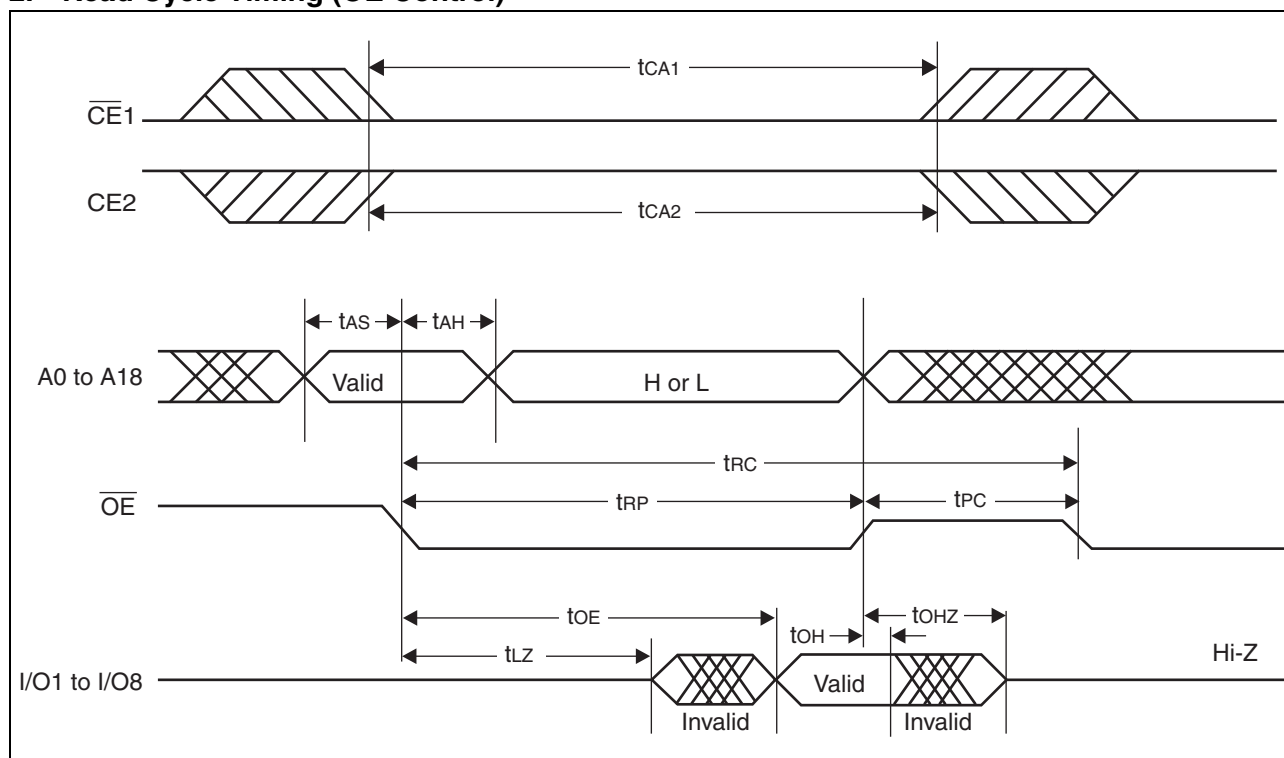 2. Read Cycle Timing (OE Control)
tCA1
CE1
CE2
tCA2
tAS
tAH
A0 to A18
Valid
H or L
tRC
OE
tRP
tPC
tOE
tOHZ
tOH
tLZ
Hi-Z
I/O1 to I/O8
Valid
Invalid
Invalid